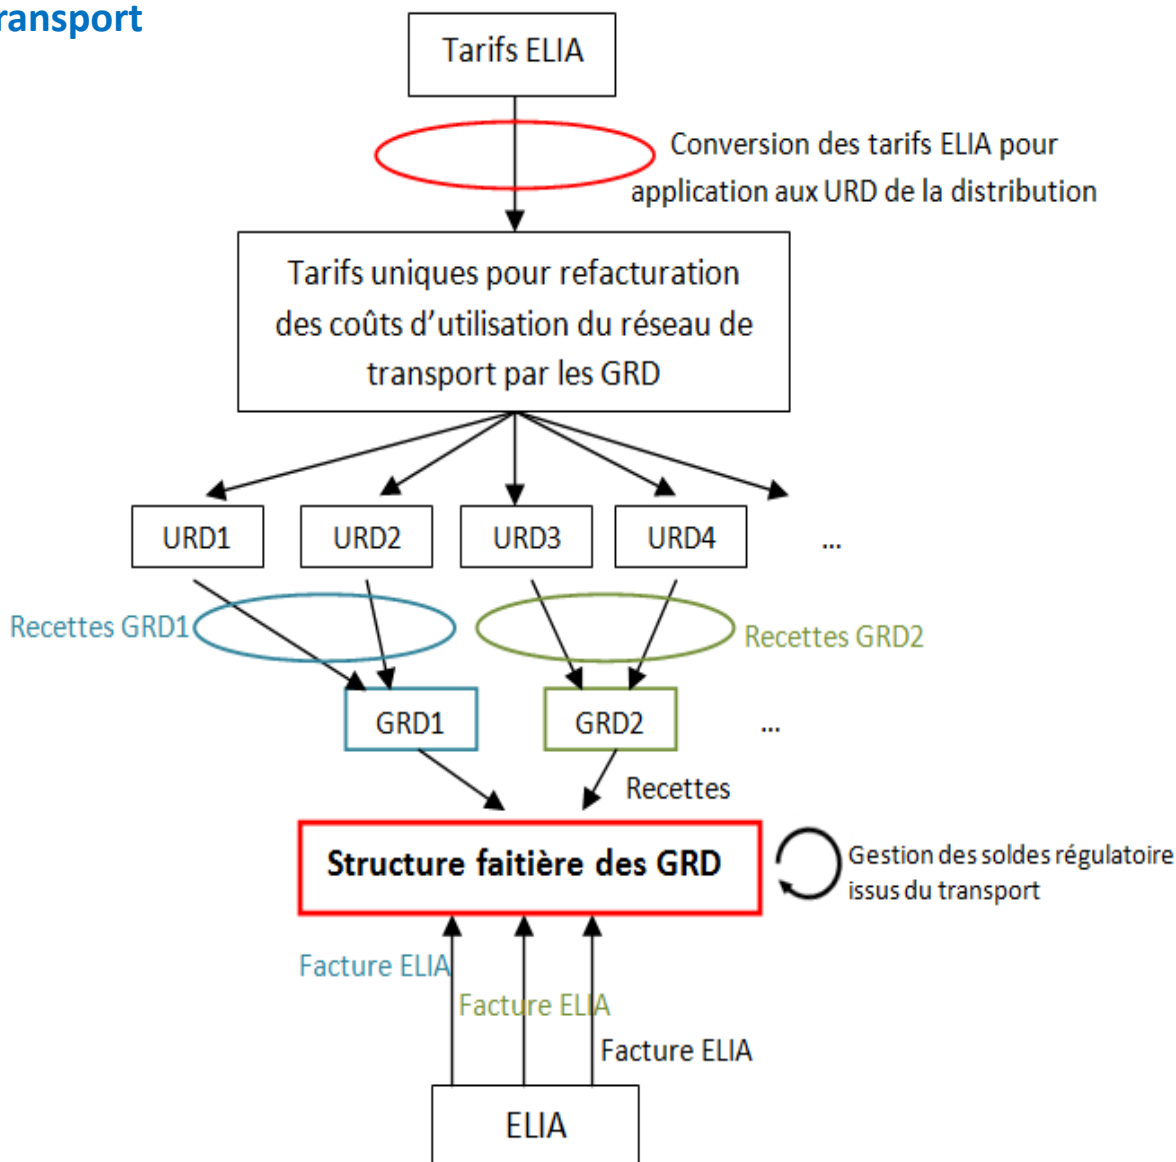 ransport
Tarifs ELIA
Conversion des tarifs ELIA pour
application aux URD de la distribution
Tarifs uniques pour refacturation
des coûts d’utilisation du réseau de
transport par les GRD
URD1
URD2
URD3
URD4
...
Recettes GRD1
Recettes GRD2
GRD1
GRD2
...
Recettes
Structure faitière des GRD
Gestion des soldes régulatoire
issus du transport
Facture ELIA
Facture ELIA
Facture ELIA
ELIA